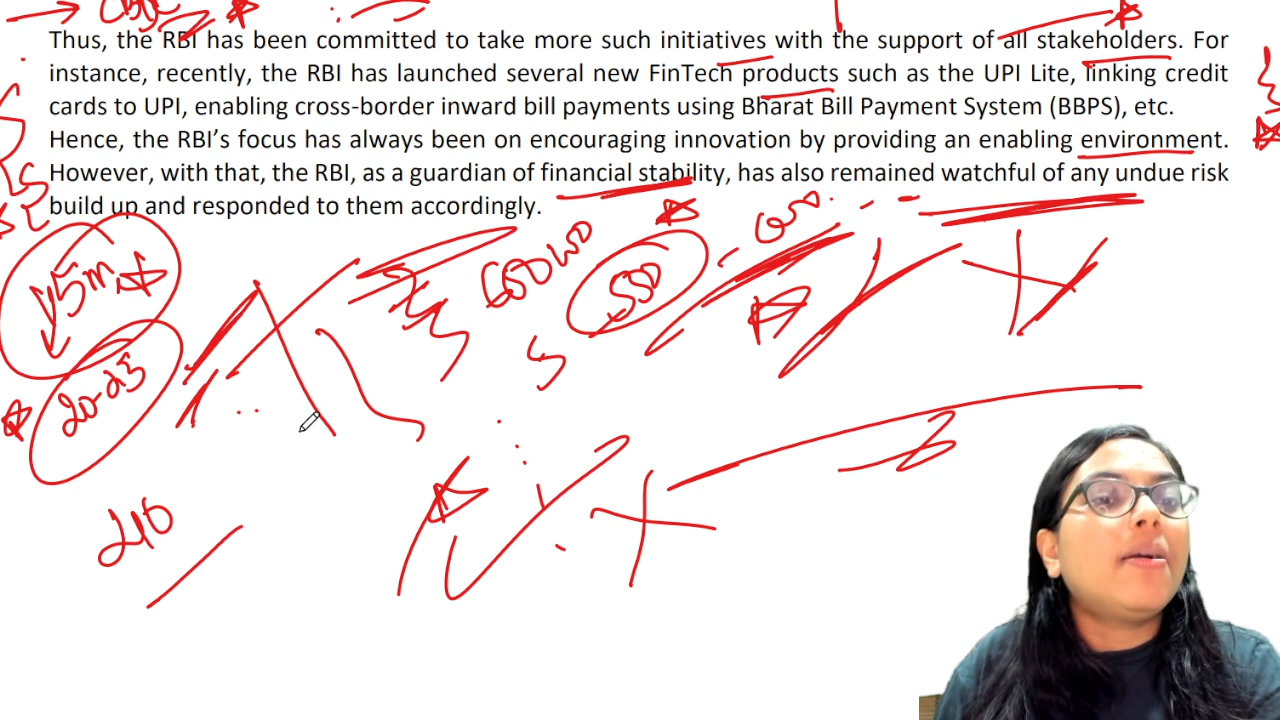 CBDC
Thus, the RBI has been committed to take more such initiatives with the support of all stakeholders. For
instance, recently, the RBI has launched several new FinTech products such as the UPI Lite, linking credit
cards to UPI, enabling cross-border inward bill payments using Bharat Bill Payment System (BBPS), etc.
Hence, the RBI’s focus has always been on encouraging innovation by providing an enabling environment.
However, with that, the RBI, as a guardian of financial stability, has also remained watchful of any undue risk
build up and responded to them accordingly.
20-25